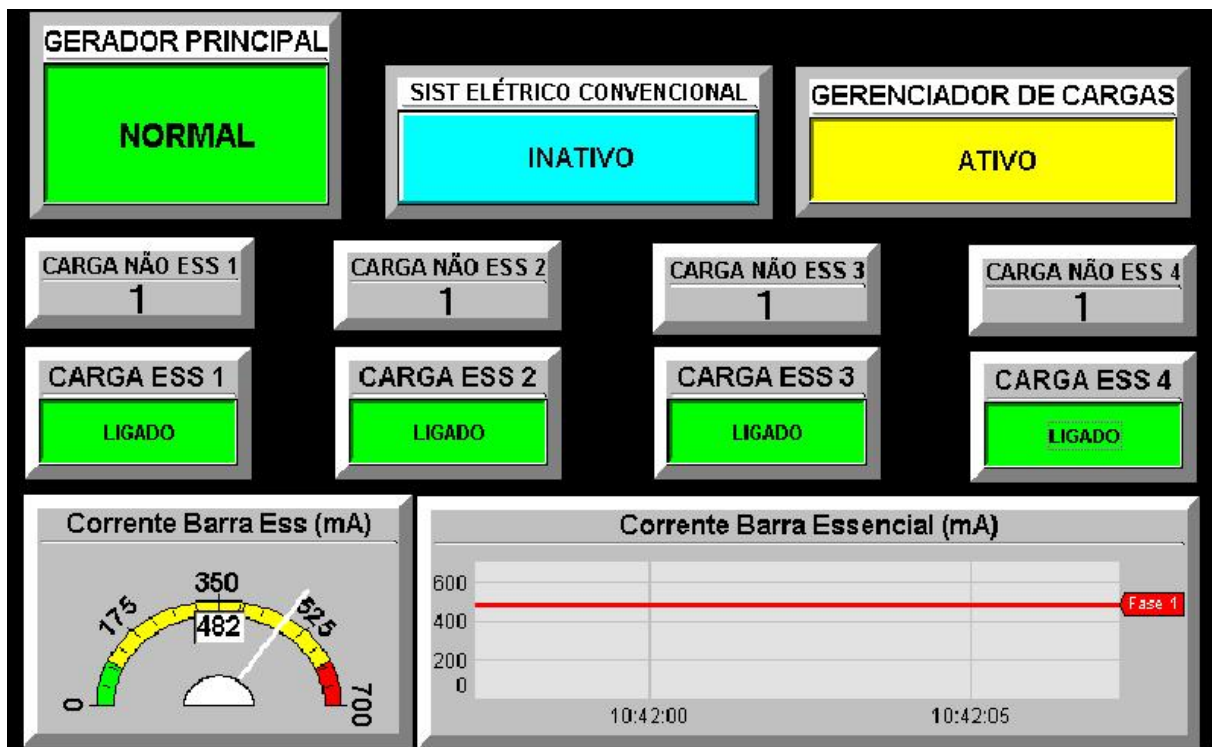 GERADOR PRINCIPAL
NORMAL
SIST ELÉTRICO CONVENCIONAL
INATIVO
GERENCIADOR DE CARGAS
ATIVO
CARGA NÃO ESS 1
1
CARGA NÃO ESS 2
1
CARGA NÃO ESS 3
1
CARGA NÃO ESS 4
1
CARGA ESS 1
LIGADO
CARGA ESS 2
LIGADO
CARGA ESS 3
LIGADO
CARGA ESS 4
LIGADO
Corrente Barra Ess (mA)
0
175
350
525
700
482
Corrente Barra Essencial (mA)
600
400
200
0
Fase 1
10:42:00
10:42:05